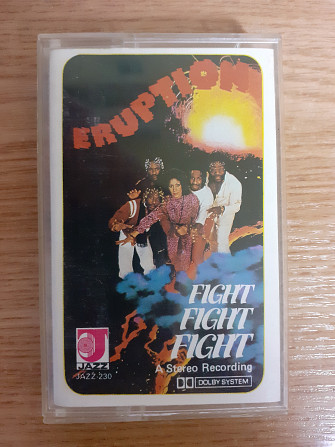 ERUPTION
FIGHT
FIGHT
FIGHT
A Stereo Recording
DOLBY SYSTEM
JAZZ
JAZZ-230